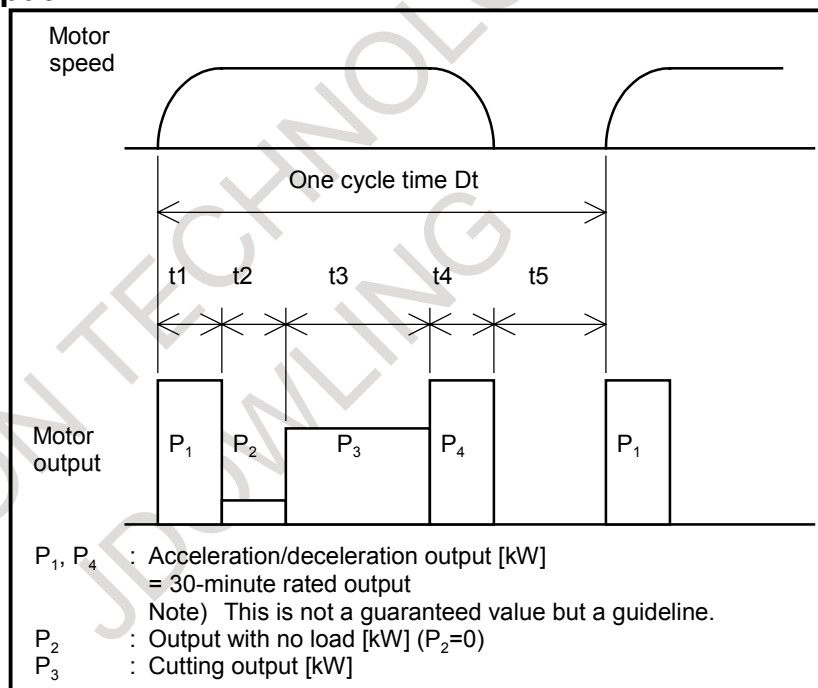 Motor
speed
One cycle time Dt
t1 t2 t3 t4 t5
Motor
output
P₁ P₂ P₃ P₄ P₁
P₁, P₄ : Acceleration/deceleration output [kW]
= 30-minute rated output
Note) This is not a guaranteed value but a guideline.
P₂ : Output with no load [kW] (P₂=0)
P₃ : Cutting output [kW]
JDOWLING